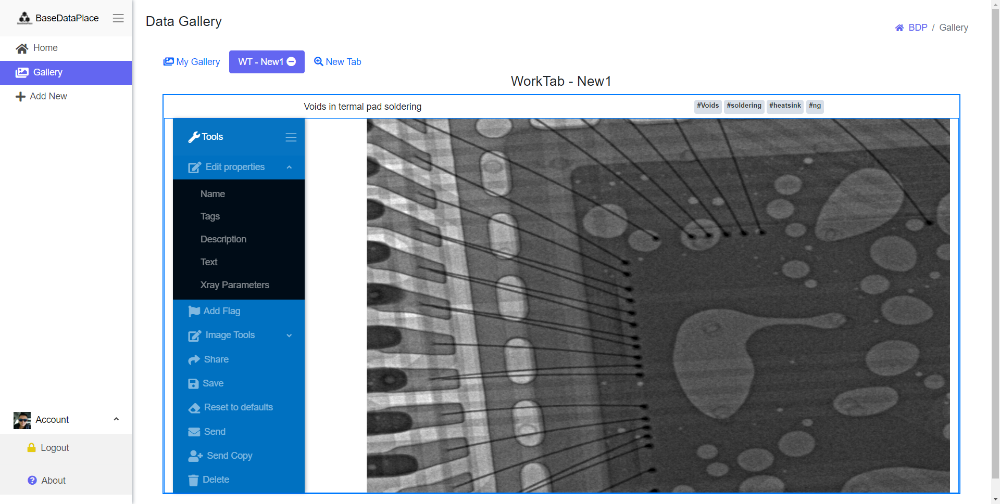 BaseDataPlace
Home
Gallery
Add New
Account
Logout
About
Data Gallery
BDP / Gallery
My Gallery
WT - New1
New Tab
WorkTab - New1
Voids in termal pad soldering
#Voids #soldering #heatsink #ng
Tools
Edit properties
Name
Tags
Description
Text
Xray Parameters
Add Flag
Image Tools
Share
Save
Reset to defaults
Send
Send Copy
Delete